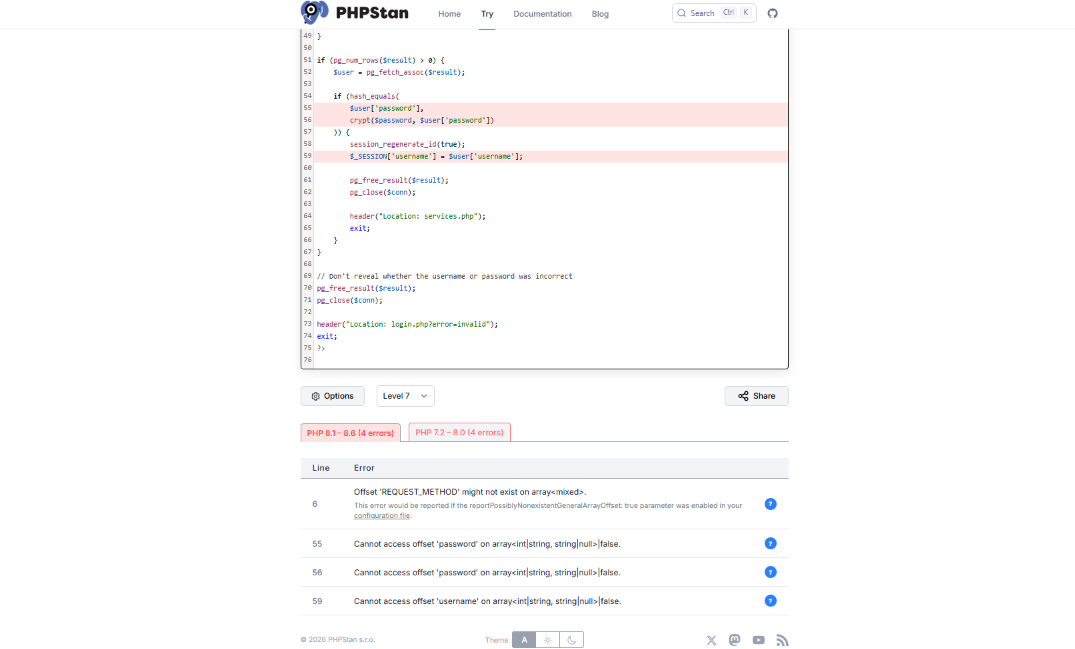 PHPStan Home Try Documentation Blog Search Ctrl K
49 }
50
51 if (pg_num_rows($result) > 0) {
52     $user = pg_fetch_assoc($result);
53
54     if (hash_equals(
55         $user['password'],
56         crypt($password, $user['password'])
57     )) {
58         session_regenerate_id(true);
59         $_SESSION['username'] = $user['username'];
60
61         pg_free_result($result);
62         pg_close($conn);
63
64         header("Location: services.php");
65         exit;
66     }
67 }
68
69 // Don't reveal whether the username or password was incorrect
70 pg_free_result($result);
71 pg_close($conn);
72
73 header("Location: login.php?error=invalid");
74 exit;
75 ?>
76
Options Level 7 Share
PHP 8.1 – 8.6 (4 errors) PHP 7.2 – 8.0 (4 errors)
Line Error
Offset 'REQUEST_METHOD' might not exist on array<mixed>.
6 This error would be reported if the reportPossiblyNonexistentGeneralArrayOffset: true parameter was enabled in your ?
configuration file.
55 Cannot access offset 'password' on array<int|string, string|null>|false. ?
56 Cannot access offset 'password' on array<int|string, string|null>|false. ?
59 Cannot access offset 'username' on array<int|string, string|null>|false. ?
© 2026 PHPStan s.r.o. Theme A